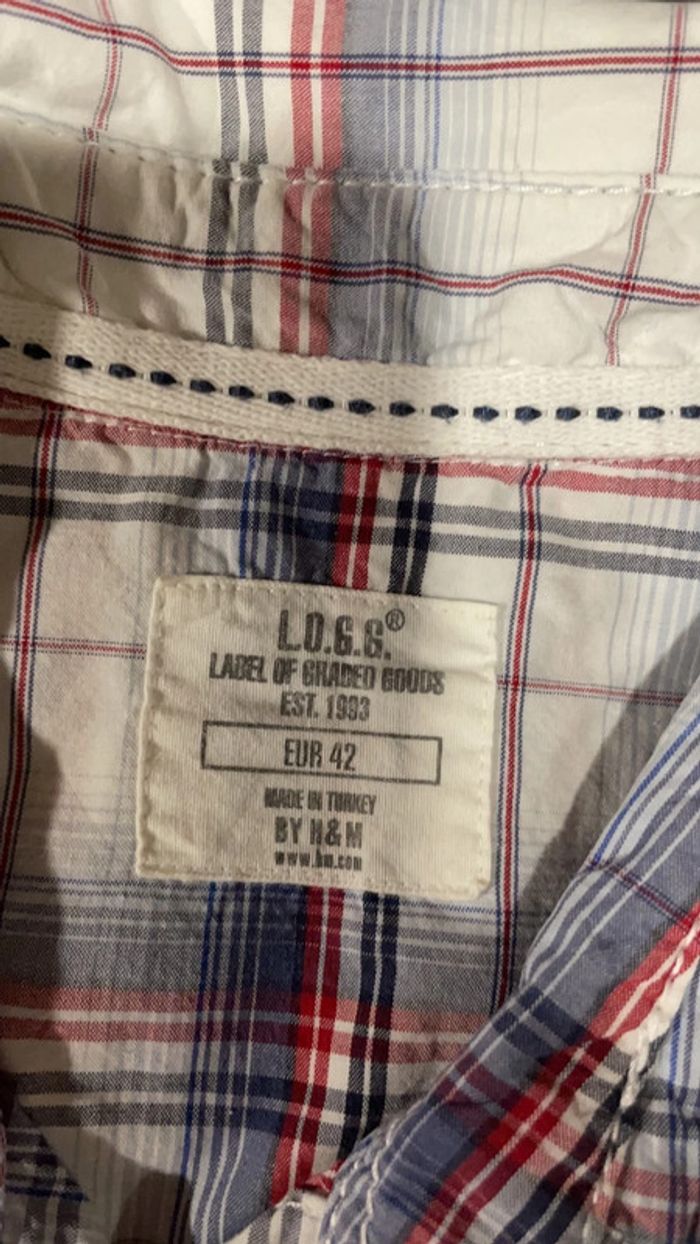 L.O.G.G.®
LABEL OF GRADED GOODS
EST. 1993
EUR 42
MADE IN TURKEY
BY H&M
www.hm.com